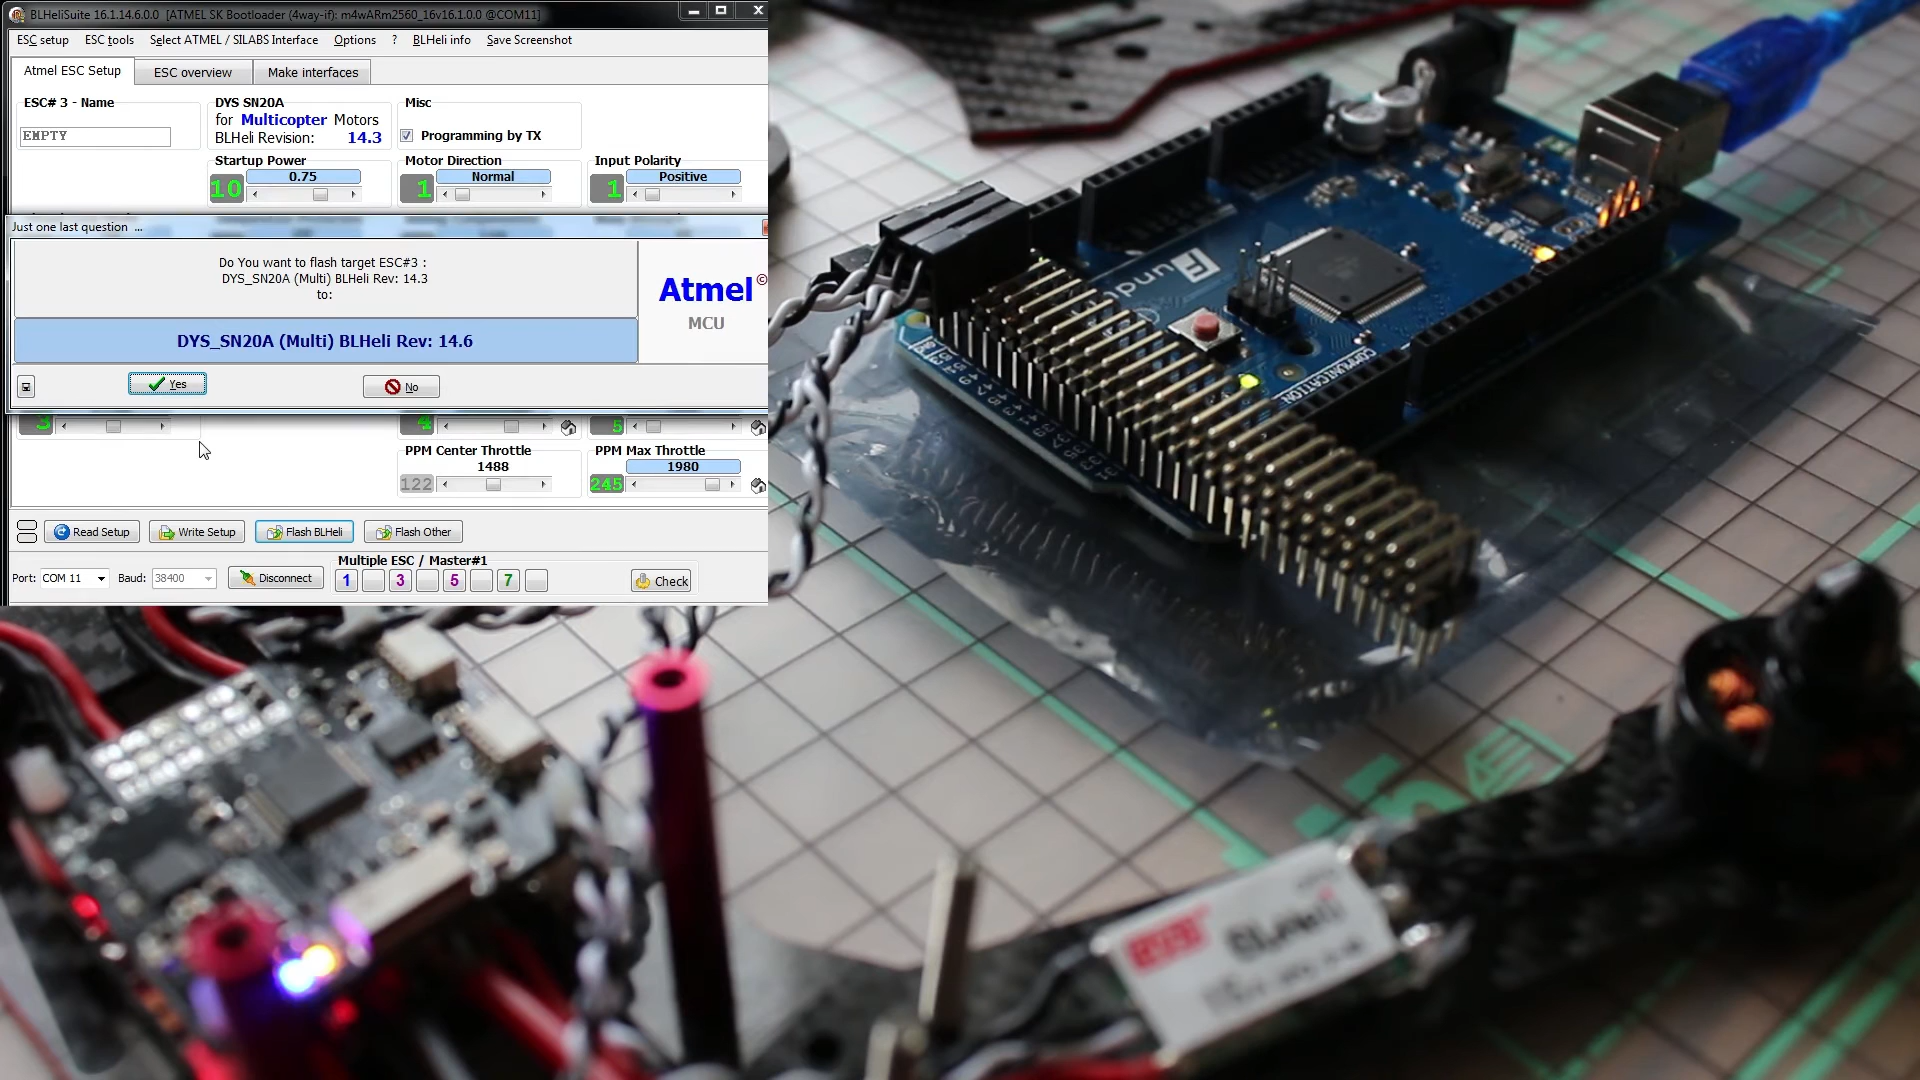 BLHeliSuite 16.1.14.6.0.0 [ATMEL SK Bootloader (4way-if): m4wARm2560_16v16.1.0.0 @COM11]
ESC setup ESC tools Select ATMEL / SILABS Interface Options ? BLHeli info Save Screenshot
Atmel ESC Setup ESC overview Make interfaces
ESC# 3 - Name DYS SN20A Misc
for Multicopter Motors
EMPTY BLHeli Revision: 14.3 Programming by TX
Startup Power Motor Direction Input Polarity
0.75 Normal Positive
10 1 1
Just one last question ...
Do You want to flash target ESC#3 :
DYS_SN20A (Multi) BLHeli Rev: 14.3
to:
Atmel©
MCU
DYS_SN20A (Multi) BLHeli Rev: 14.6
Yes No
3 4 5
PPM Center Throttle PPM Max Throttle
1488 1980
122 245
Read Setup Write Setup Flash BLHeli Flash Other
Multiple ESC / Master#1
Port: COM 11 Baud: 38400 Disconnect 1 3 5 7 Check
COMMUNICATION